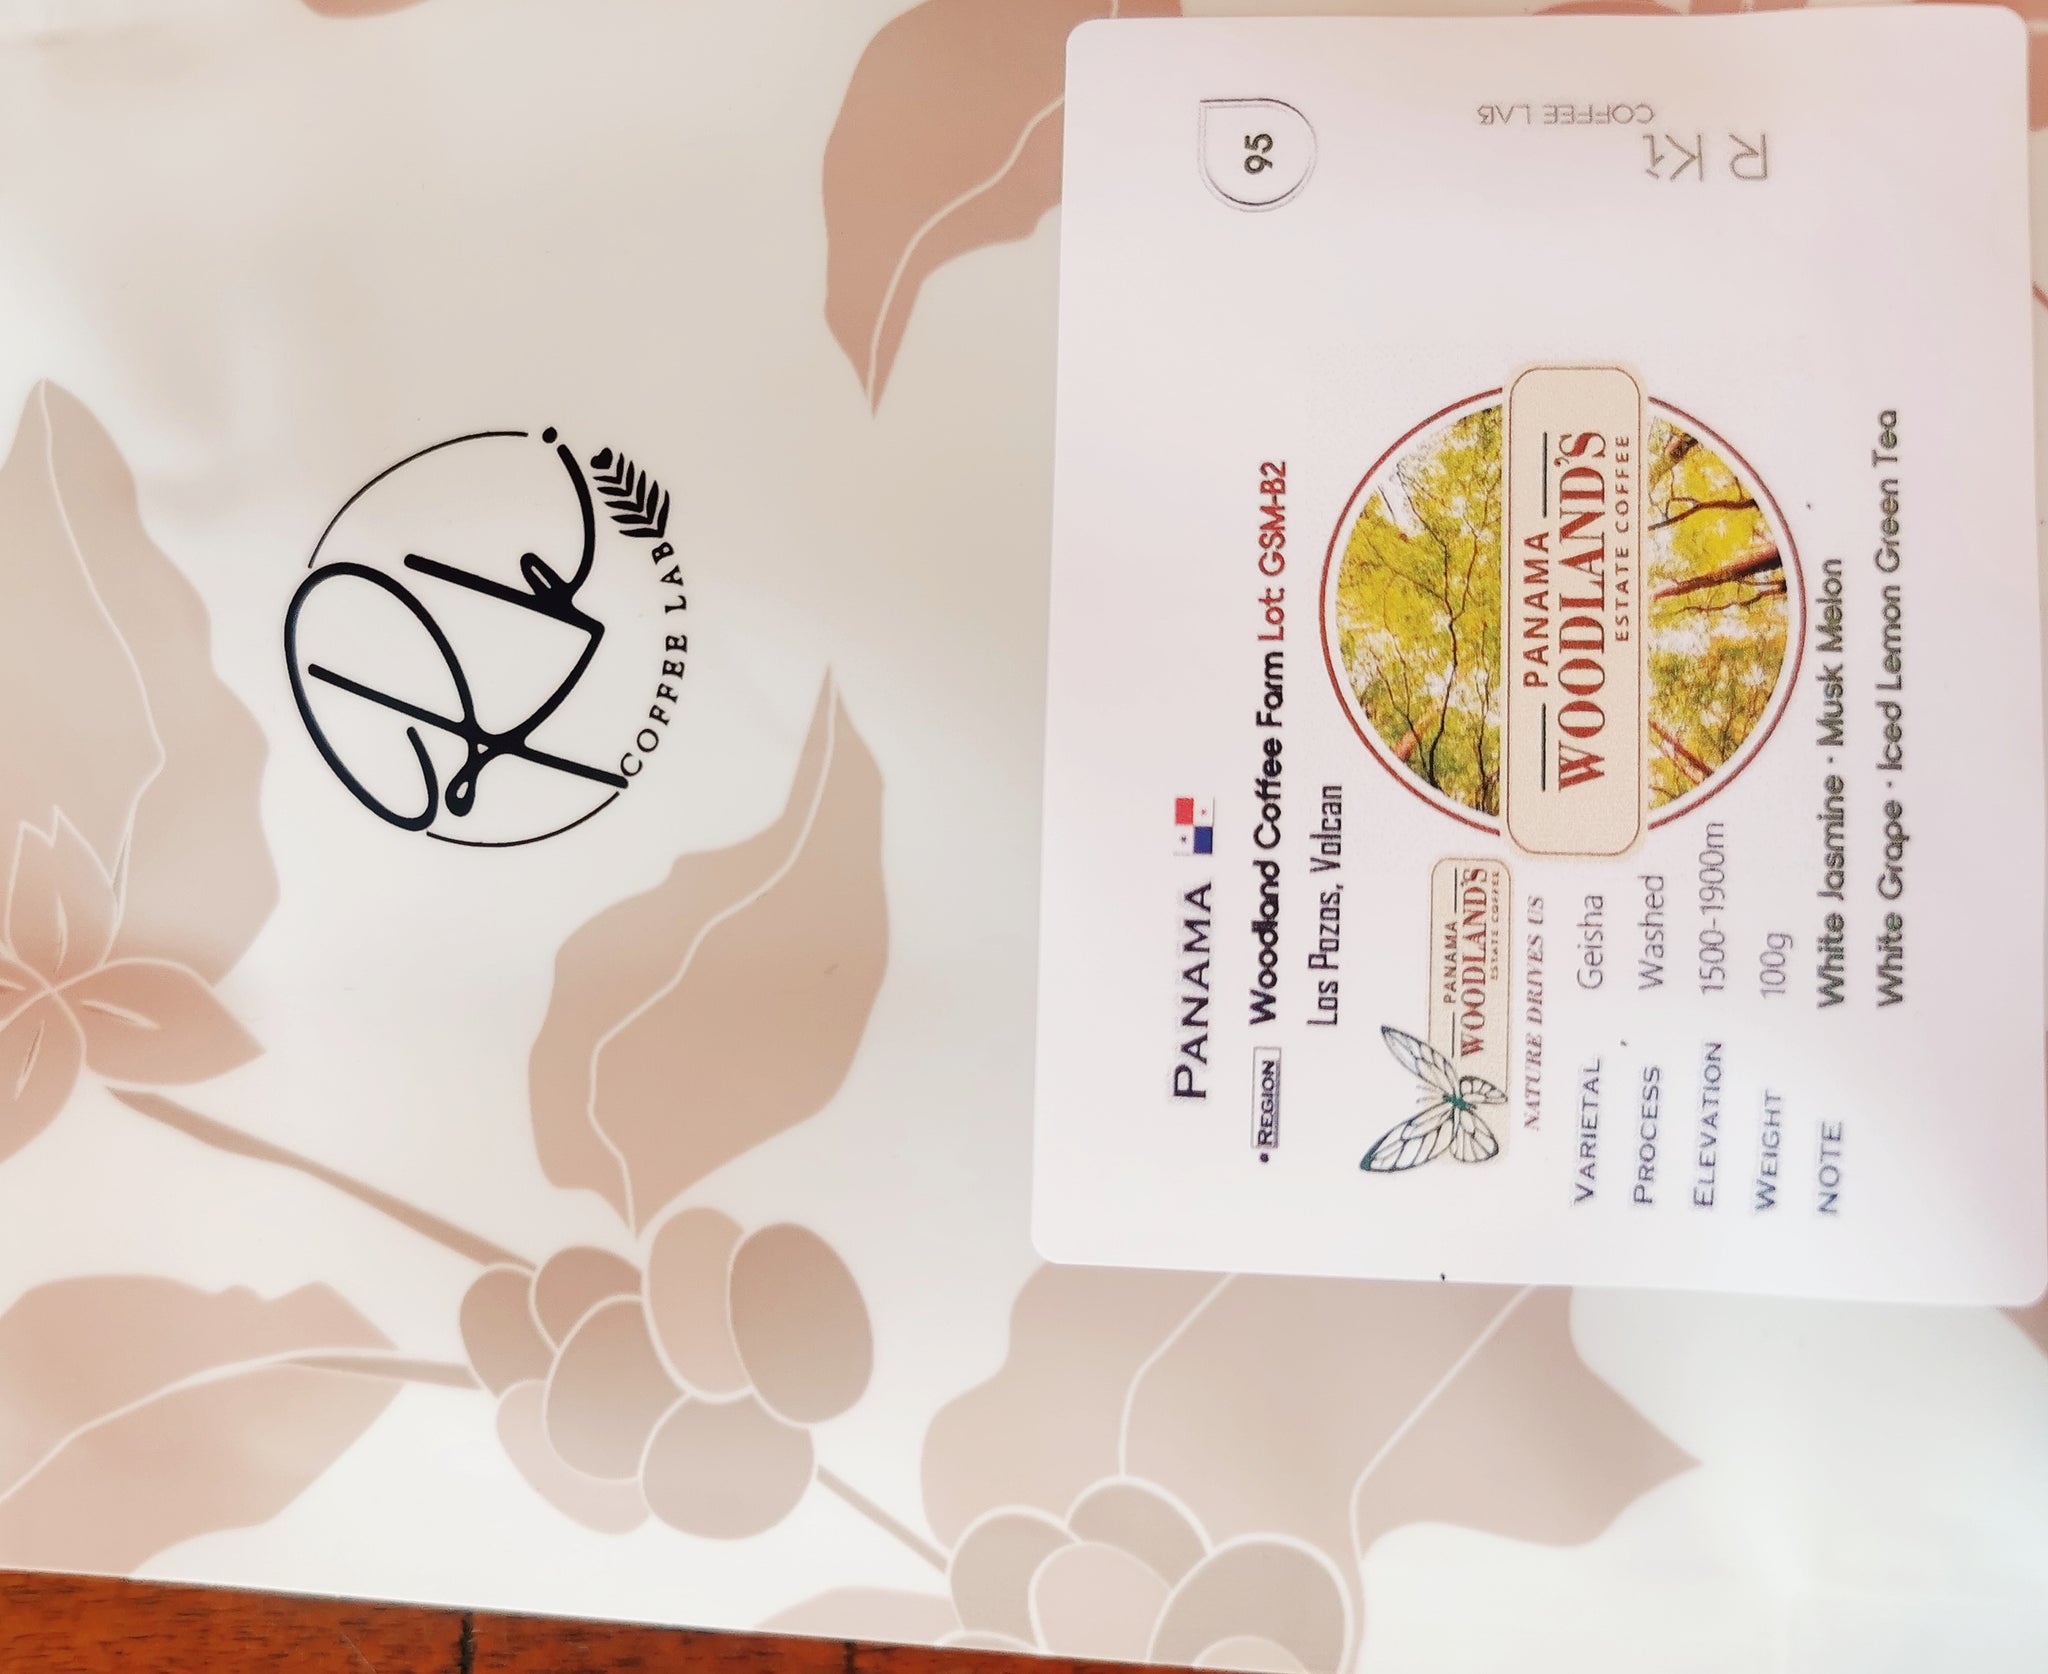 COFFEE LAB
95
RKi
COFFEE LAB
PANAMA
• REGION Woodland Coffee Farm Lot: GSM-B2
Los Pozos, Volcan
PANAMA
WOODLAND'S
ESTATE COFFEE
NATURE DRIVES US
PANAMA
WOODLAND'S
ESTATE COFFEE
VARIETAL Geisha
PROCESS Washed
ELEVATION 1500-1900m
WEIGHT 100g
NOTE White Jasmine · Musk Melon
White Grape · Iced Lemon Green Tea